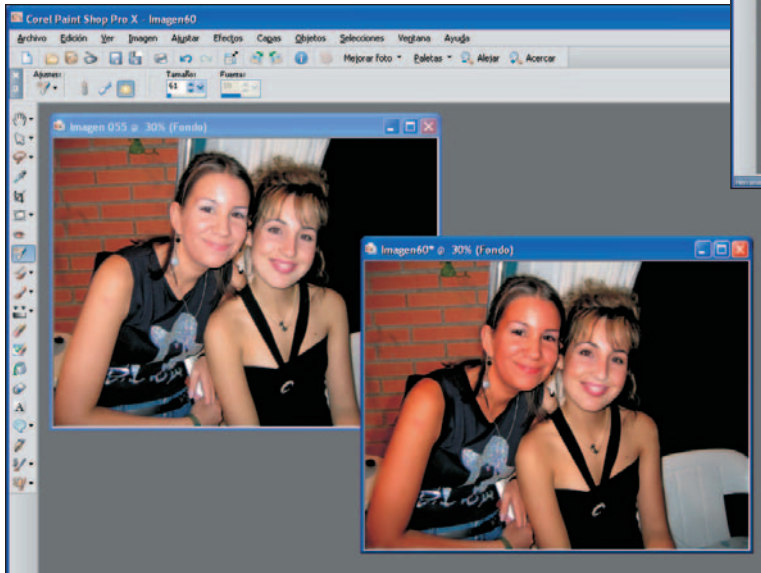 Corel Paint Shop Pro X - Imagen60
Archivo Edición Ver Imagen Ajustar Efectos Capas Objetos Selecciones Ventana Ayuda
Mejorar foto Paletas Alejar Acercar
Ajustes: Tamaño: Fuerza:
61
Imagen 055 @ 30% (Fondo)
Imagen60* @ 30% (Fondo)
A